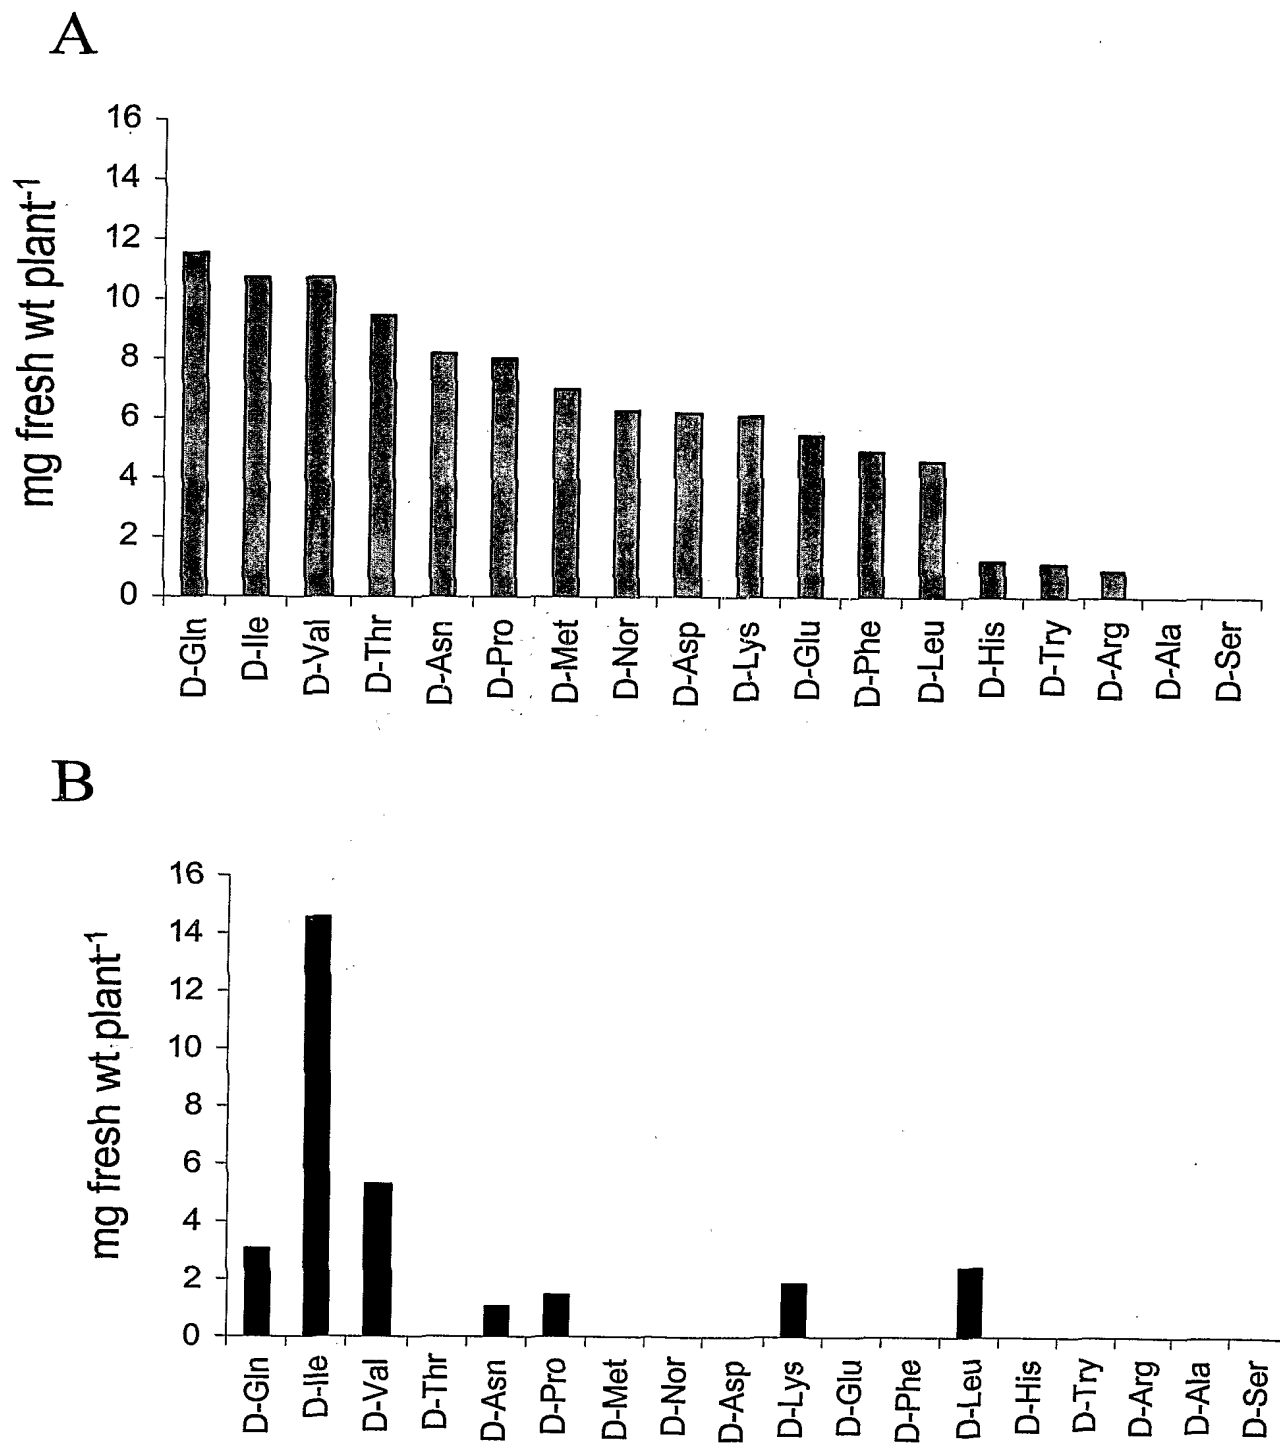 A
16
14
12
10
8
6
4
2
0
mg fresh wt plant-1
D-Gln
D-Ile
D-Val
D-Thr
D-Asn
D-Pro
D-Met
D-Nor
D-Asp
D-Lys
D-Glu
D-Phe
D-Leu
D-His
D-Try
D-Arg
D-Ala
D-Ser
B
16
14
12
10
8
6
4
2
0
mg fresh wt plant-1
D-Gln
D-Ile
D-Val
D-Thr
D-Asn
D-Pro
D-Met
D-Nor
D-Asp
D-Lys
D-Glu
D-Phe
D-Leu
D-His
D-Try
D-Arg
D-Ala
D-Ser